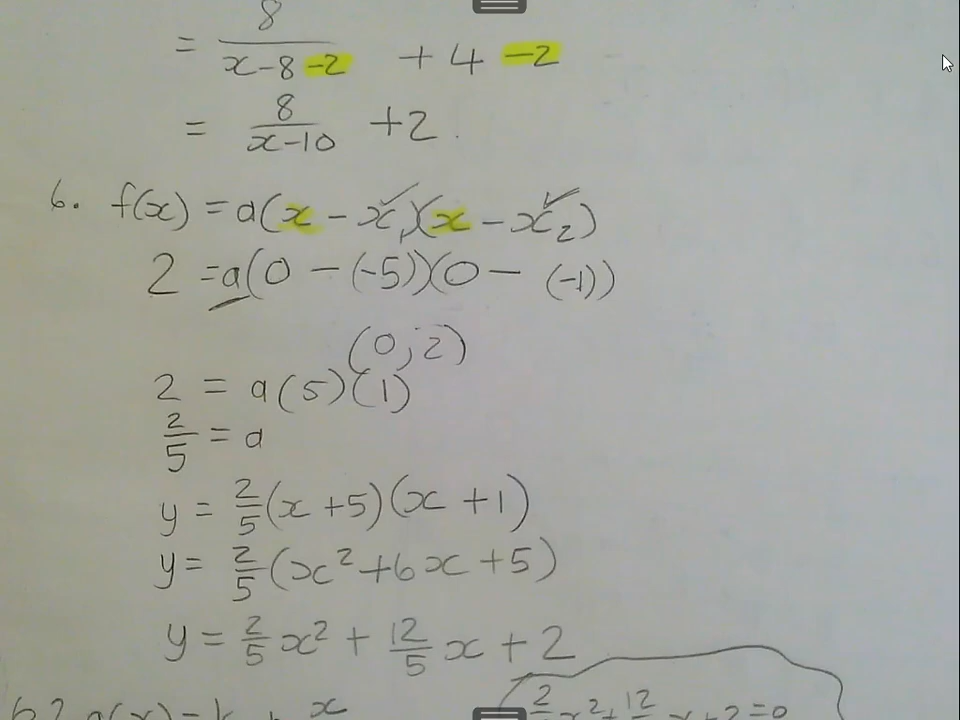 = 8/(x-8-2) + 4 -2
= 8/(x-10) +2.
6. f(x) = a(x - x₁)(x - x₂)
2 = a(0 - (-5))(0 - (-1))
(0;2)
2 = a(5)(1)
2/5 = a
y = 2/5(x+5)(x+1)
y = 2/5(x²+6x+5)
y = 2/5x² + 12/5x + 2